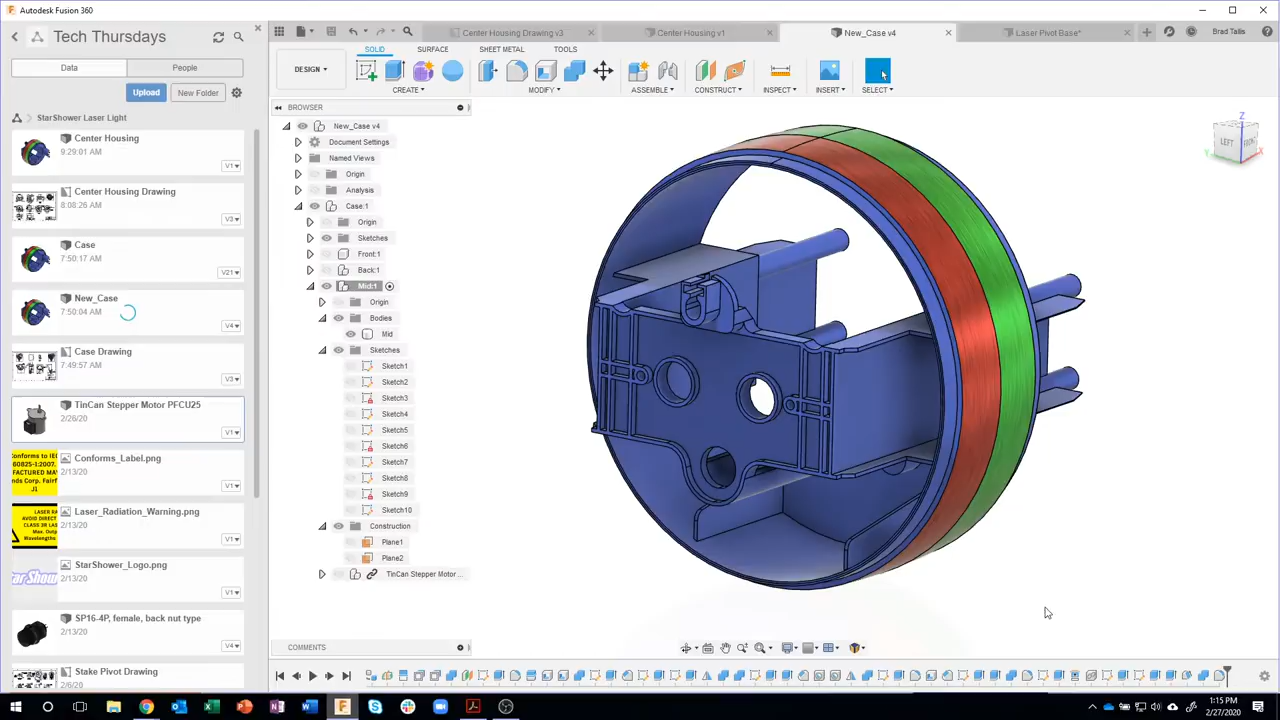 Autodesk Fusion 360
Tech Thursdays
Data
People
Upload
New Folder
StarShower Laser Light
Center Housing
9:29:01 AM
V1
Center Housing Drawing
8:08:26 AM
V3
Case
7:50:17 AM
V21
New_Case
7:50:04 AM
V4
Case Drawing
7:49:57 AM
V3
TinCan Stepper Motor PFCU25
2/26/20
V1
Conforms_Label.png
2/13/20
V1
Laser_Radiation_Warning.png
2/13/20
V1
StarShower_Logo.png
2/13/20
V1
SP16-4P, female, back nut type
2/13/20
V4
Stake Pivot Drawing
2/6/20
Center Housing Drawing v3
Center Housing v1
New_Case v4
Laser Pivot Base*
Brad Tallis
DESIGN
SOLID
SURFACE
SHEET METAL
TOOLS
CREATE
MODIFY
ASSEMBLE
CONSTRUCT
INSPECT
INSERT
SELECT
BROWSER
New_Case v4
Document Settings
Named Views
Origin
Analysis
Case:1
Origin
Sketches
Front:1
Back:1
Mid:1
Origin
Bodies
Mid
Sketches
Sketch1
Sketch2
Sketch3
Sketch4
Sketch5
Sketch6
Sketch7
Sketch8
Sketch9
Sketch10
Construction
Plane1
Plane2
TinCan Stepper Motor ...
Z
LEFT
FRONT
Y
X
COMMENTS
1:15 PM
2/27/2020